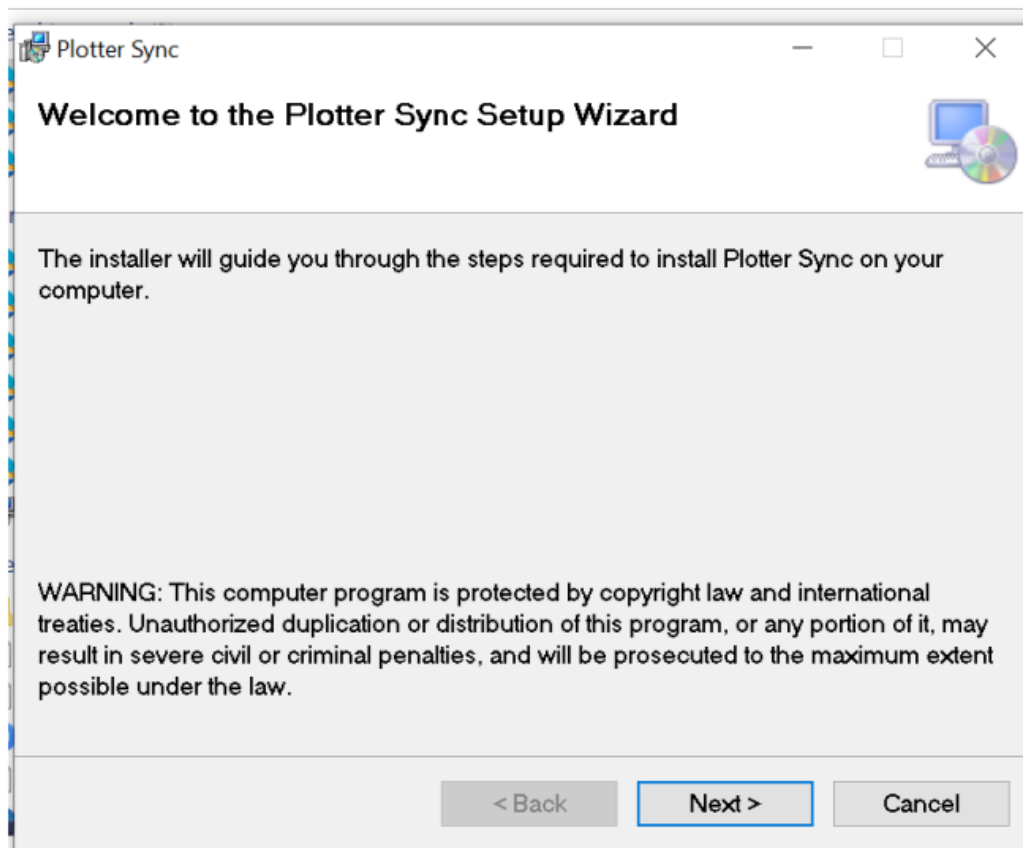 Plotter Sync
Welcome to the Plotter Sync Setup Wizard
The installer will guide you through the steps required to install Plotter Sync on your
computer.
WARNING: This computer program is protected by copyright law and international
treaties. Unauthorized duplication or distribution of this program, or any portion of it, may
result in severe civil or criminal penalties, and will be prosecuted to the maximum extent
possible under the law.
< Back
Next >
Cancel